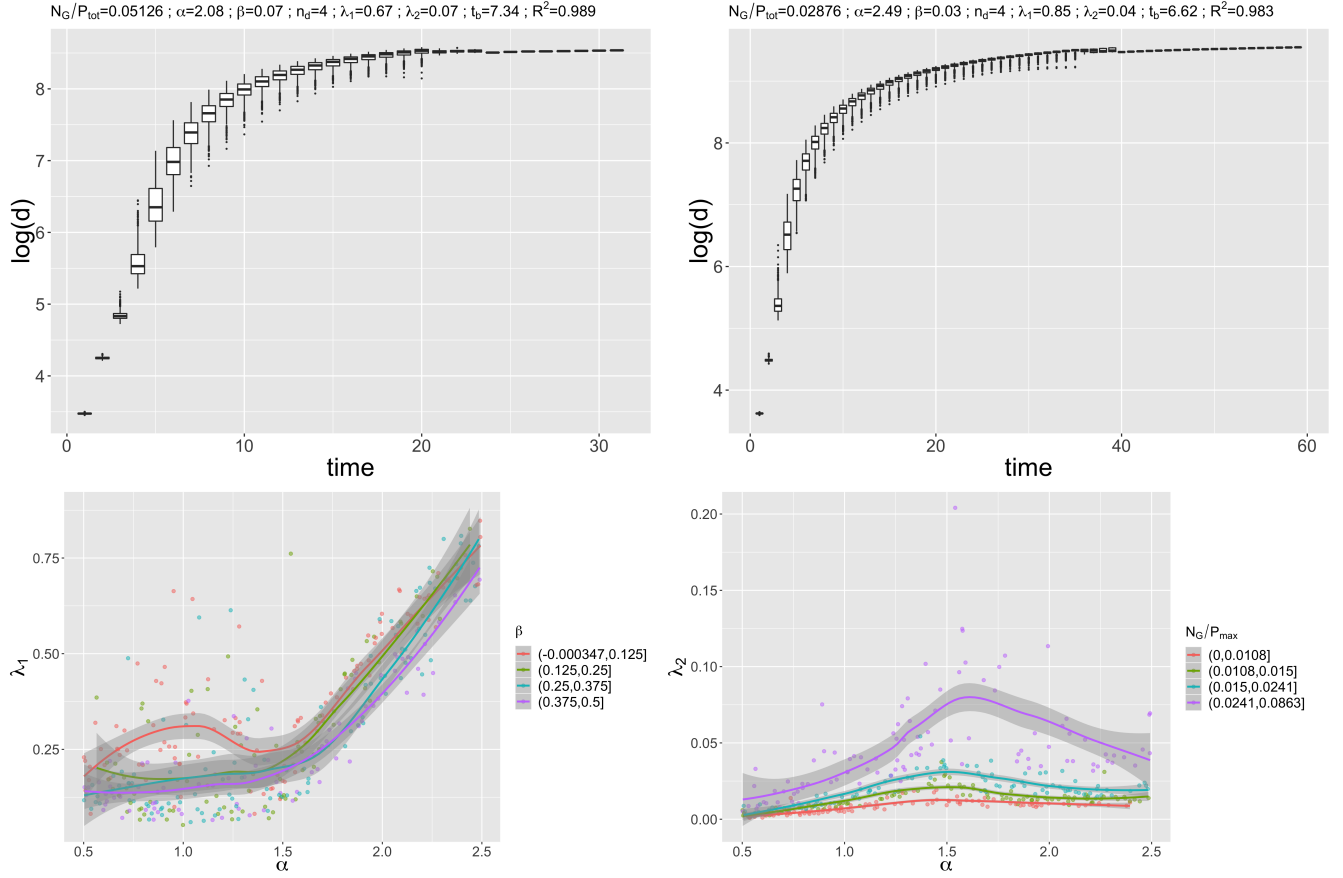 N_G/P_tot=0.05126 ; α=2.08 ; β=0.07 ; n_d=4 ; λ_1=0.67 ; λ_2=0.07 ; t_b=7.34 ; R^2=0.989
8
7
6
5
4
log(d)
0 10 20 30
time
N_G/P_tot=0.02876 ; α=2.49 ; β=0.03 ; n_d=4 ; λ_1=0.85 ; λ_2=0.04 ; t_b=6.62 ; R^2=0.983
8
6
4
log(d)
0 20 40 60
time
0.75
0.50
0.25
λ_1
0.5 1.0 1.5 2.0 2.5
α
β
(-0.000347,0.125]
(0.125,0.25]
(0.25,0.375]
(0.375,0.5]
0.20
0.15
0.10
0.05
0.00
λ_2
0.5 1.0 1.5 2.0 2.5
α
N_G/P_max
(0,0.0108]
(0.0108,0.015]
(0.015,0.0241]
(0.0241,0.0863]